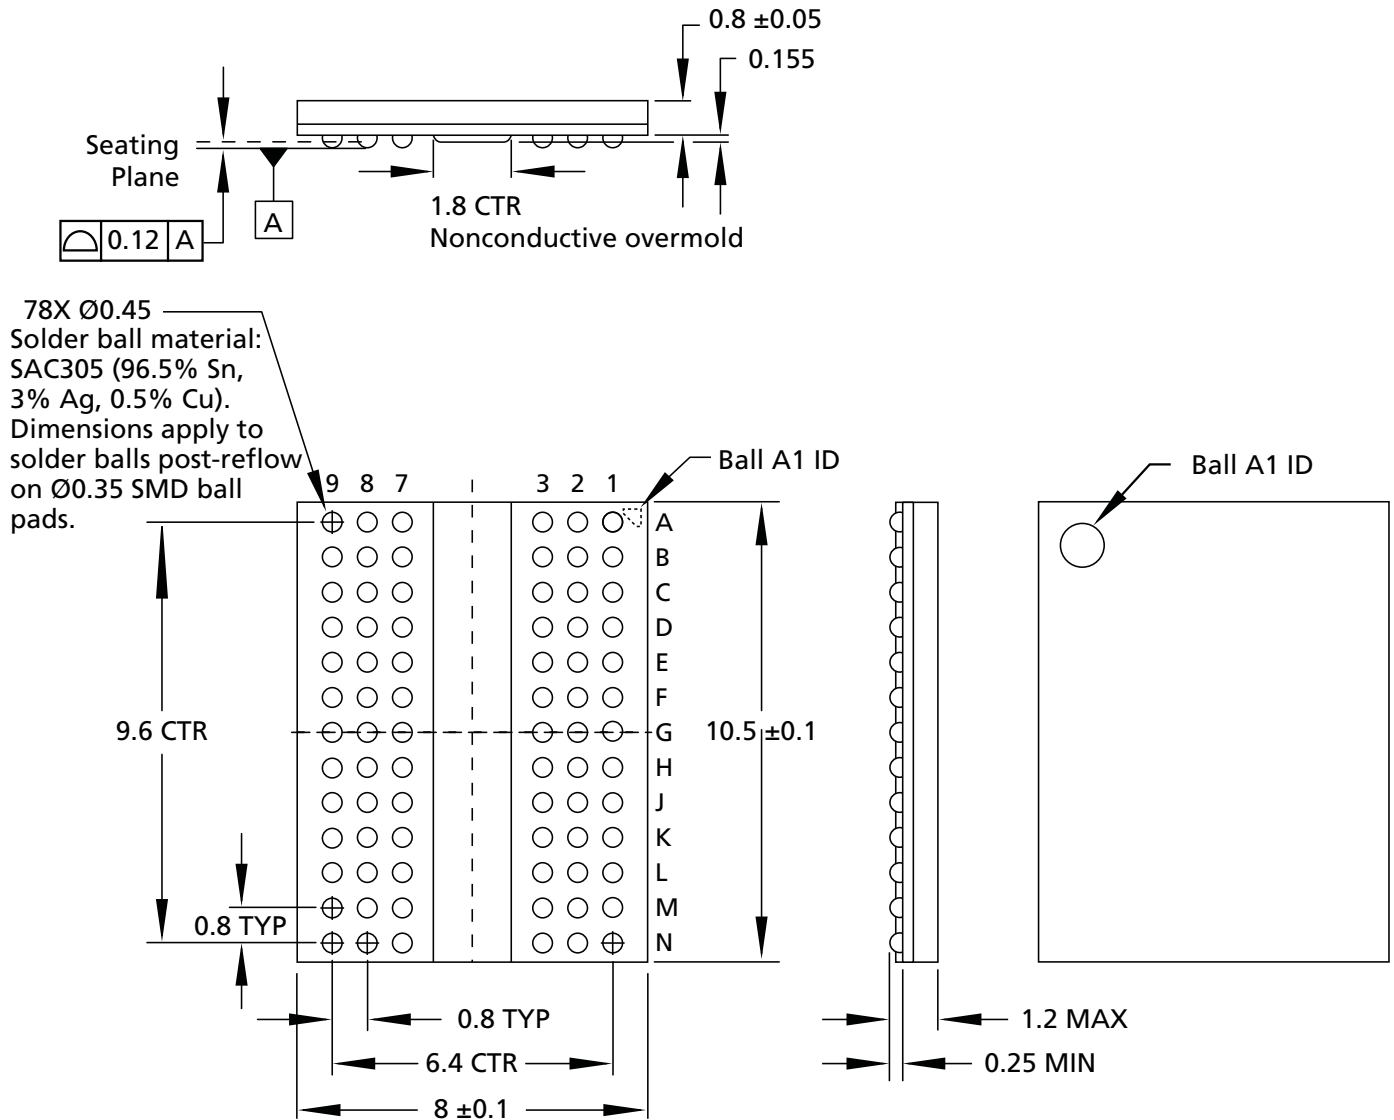 0.8 ±0.05
0.155
Seating
Plane
0.12 A
A
1.8 CTR
Nonconductive overmold
78X Ø0.45
Solder ball material:
SAC305 (96.5% Sn,
3% Ag, 0.5% Cu).
Dimensions apply to
solder balls post-reflow
on Ø0.35 SMD ball
pads.
Ball A1 ID
Ball A1 ID
9 8 7 3 2 1
A
B
C
D
E
F
G
H
J
K
L
M
N
9.6 CTR
10.5 ±0.1
0.8 TYP
0.8 TYP
6.4 CTR
8 ±0.1
1.2 MAX
0.25 MIN